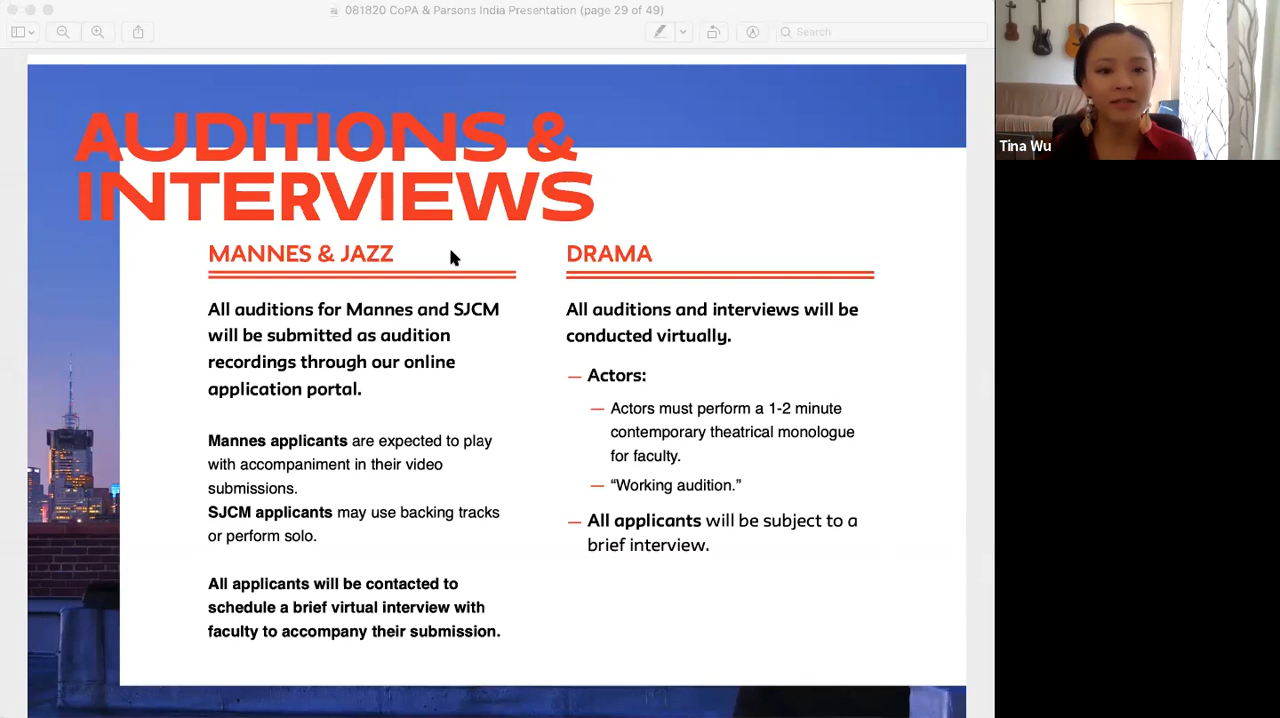 081820 CoPA & Parsons India Presentation (page 29 of 49)
Search
Tina Wu
AUDITIONS &
INTERVIEWS
MANNES & JAZZ
All auditions for Mannes and SJCM
will be submitted as audition
recordings through our online
application portal.
Mannes applicants are expected to play
with accompaniment in their video
submissions.
SJCM applicants may use backing tracks
or perform solo.
All applicants will be contacted to
schedule a brief virtual interview with
faculty to accompany their submission.
DRAMA
All auditions and interviews will be
conducted virtually.
— Actors:
— Actors must perform a 1-2 minute
contemporary theatrical monologue
for faculty.
— “Working audition.”
— All applicants will be subject to a
brief interview.